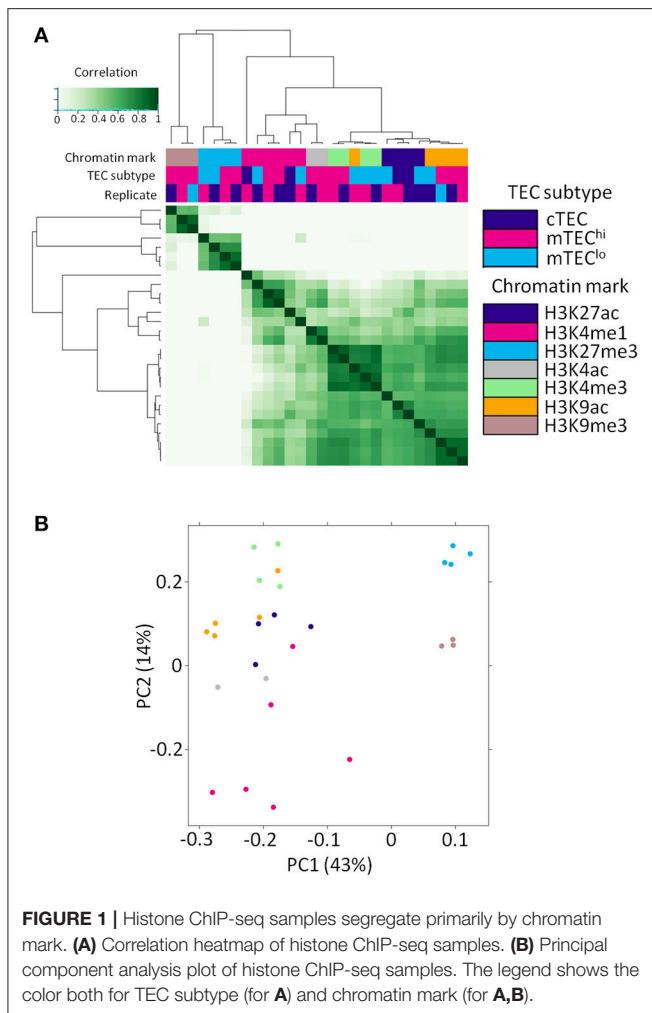 A
Correlation
0 0.2 0.4 0.6 0.8 1
Chromatin mark
TEC subtype
Replicate
TEC subtype
cTEC
mTEChi
mTEClo
Chromatin mark
H3K27ac
H3K4me1
H3K27me3
H3K4ac
H3K4me3
H3K9ac
H3K9me3
B
PC2 (14%)
0.2
0
-0.2
-0.3 -0.2 -0.1 0 0.1
PC1 (43%)
FIGURE 1 | Histone ChIP-seq samples segregate primarily by chromatin
mark. (A) Correlation heatmap of histone ChIP-seq samples. (B) Principal
component analysis plot of histone ChIP-seq samples. The legend shows the
color both for TEC subtype (for A) and chromatin mark (for A,B).